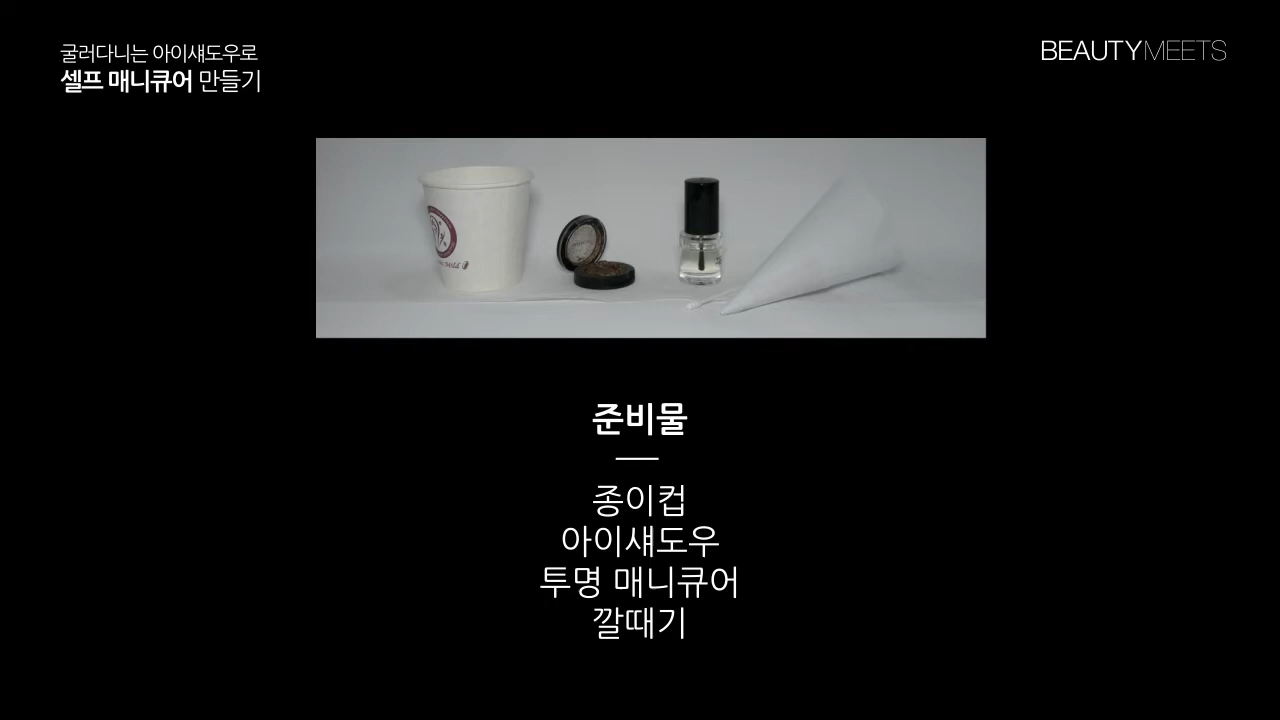 굴러다니는 아이섀도우로
셀프 매니큐어 만들기
BEAUTYMEETS
준비물
종이컵
아이섀도우
투명 매니큐어
깔때기